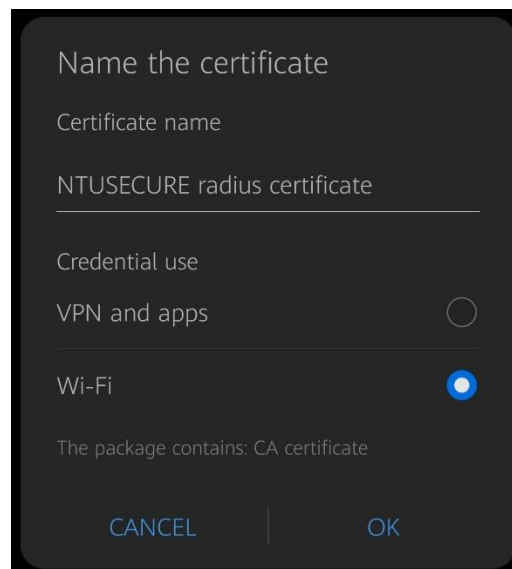 Name the certificate
Certificate name
NTUSECURE radius certificate
Credential use
VPN and apps
Wi-Fi
The package contains: CA certificate
CANCEL
OK